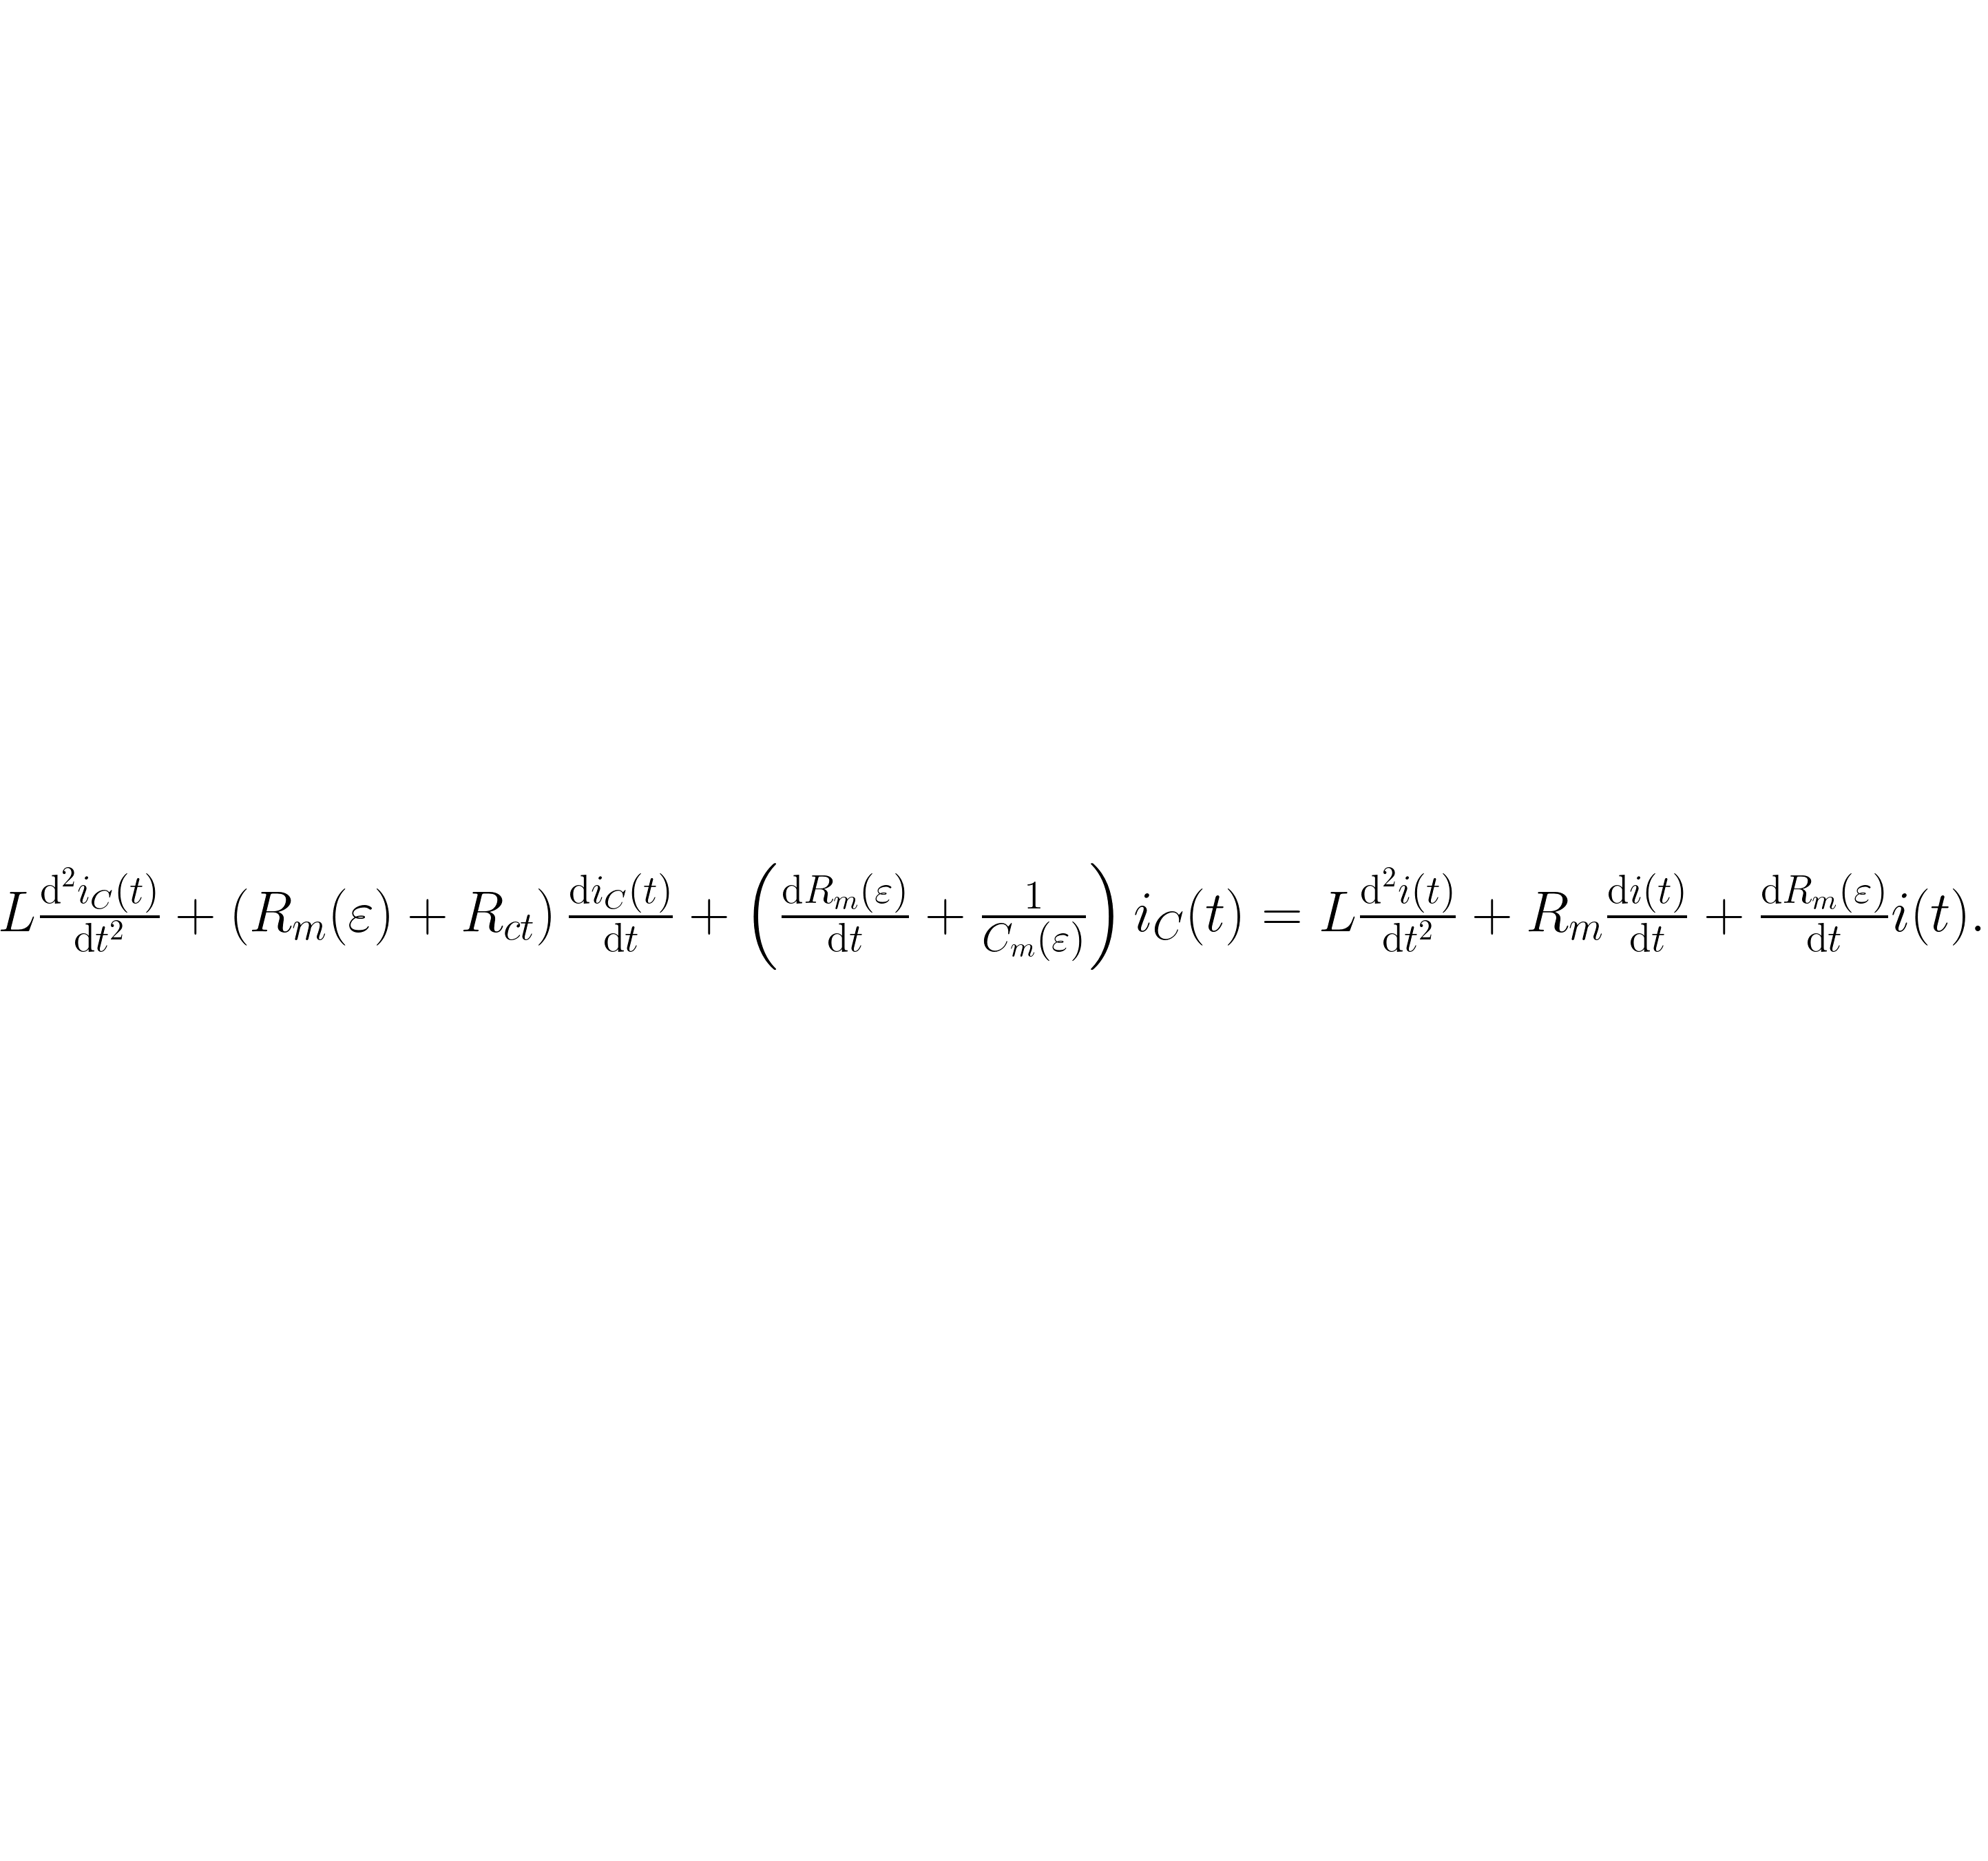 $L\frac{\mathrm{d}^2 i_C(t)}{\mathrm{d}t^2} + (R_m(\varepsilon) + R_{ct})\frac{\mathrm{d}i_C(t)}{\mathrm{d}t} + \left(\frac{\mathrm{d}R_m(\varepsilon)}{\mathrm{d}t} + \frac{1}{C_m(\varepsilon)}\right) i_C(t) = L\frac{\mathrm{d}^2 i(t)}{\mathrm{d}t^2} + R_m\frac{\mathrm{d}i(t)}{\mathrm{d}t} + \frac{\mathrm{d}R_m(\varepsilon)}{\mathrm{d}t}i(t).$